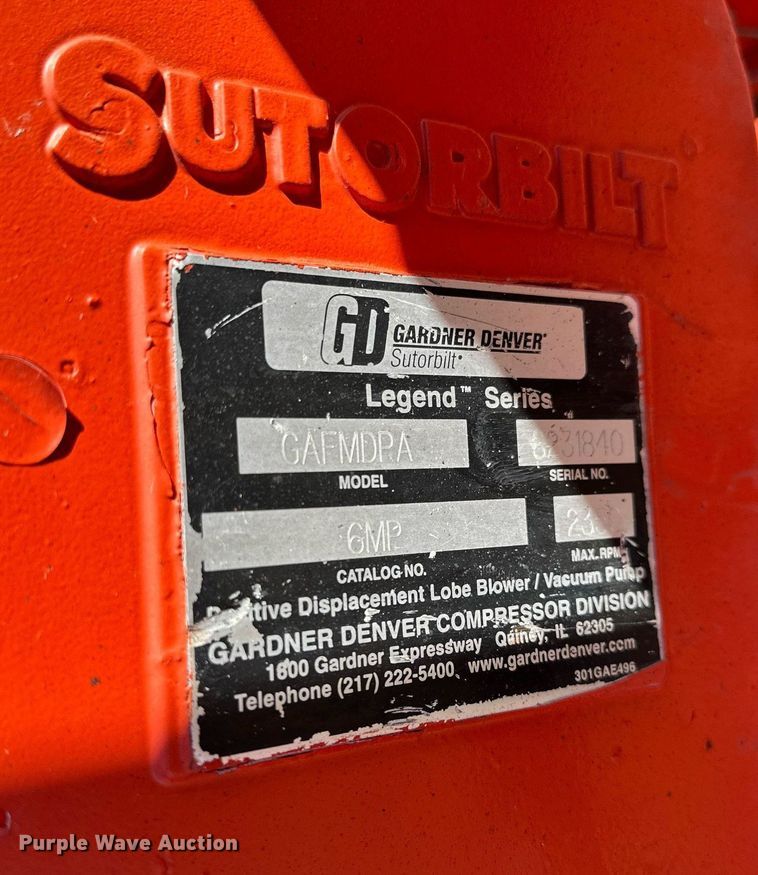 SUTORBILT
GD GARDNER DENVER®
Sutorbilt®
Legend™ Series
GAFMDPA
MODEL
SERIAL NO.
CATALOG NO.
MAX. RPM
Displacement Lobe Blower / Vacuum Pump
GARDNER DENVER COMPRESSOR DIVISION
1800 Gardner Expressway Quincy, IL 62305
Telephone (217) 222-5400 www.gardnerdenver.com
301GAE496
Purple Wave Auction